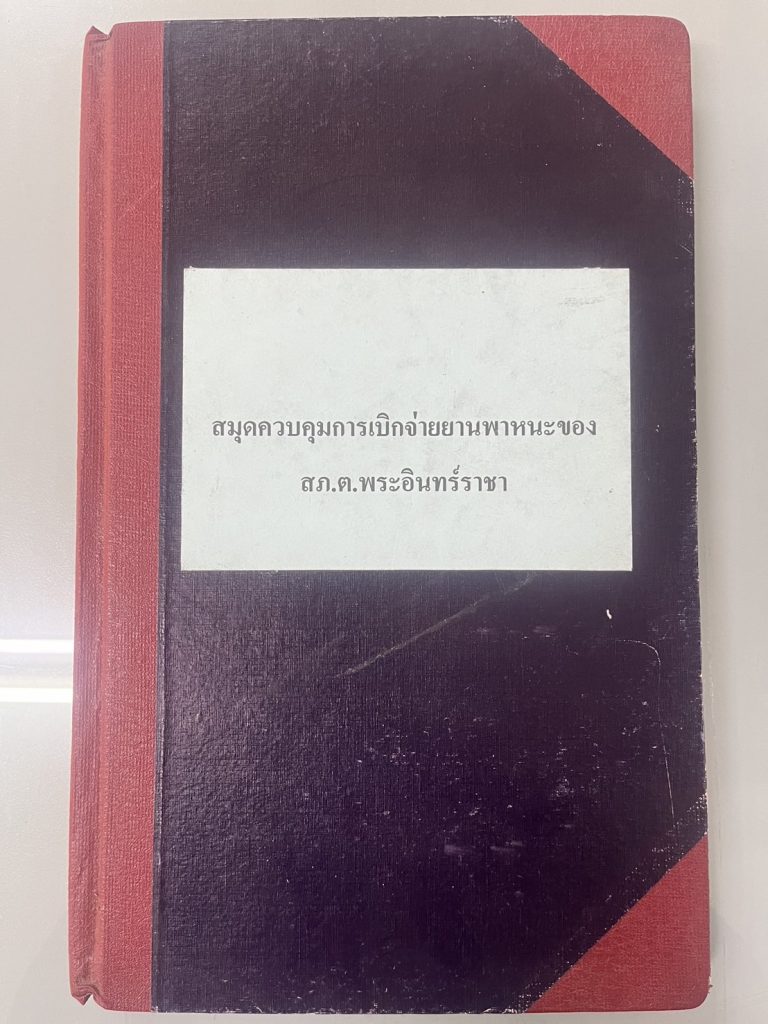 สมุดควบคุมการเบิกจ่ายยานพาหนะของ
สภ.ต.พระอินทร์ราชา